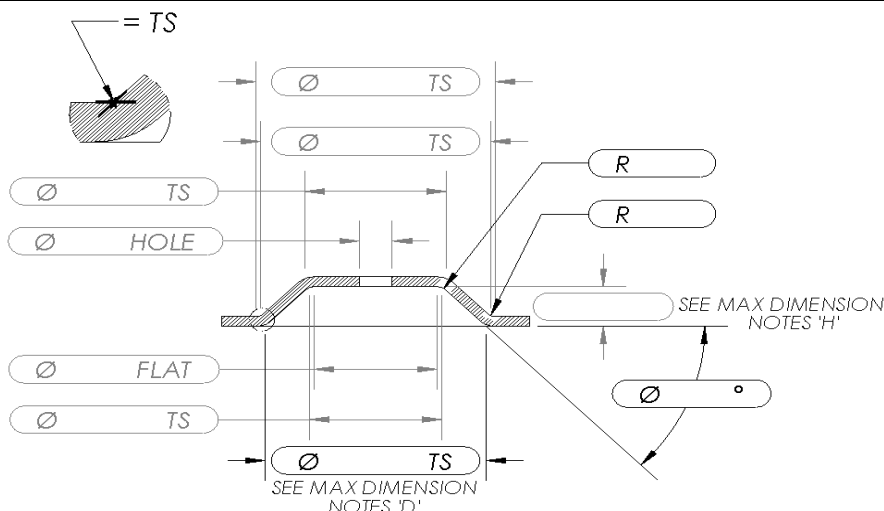 = TS
Ø TS
Ø TS
R
Ø TS
R
Ø HOLE
SEE MAX DIMENSION
NOTES 'H'
Ø FLAT
Ø °
Ø TS
Ø TS
SEE MAX DIMENSION
NOTES 'D'